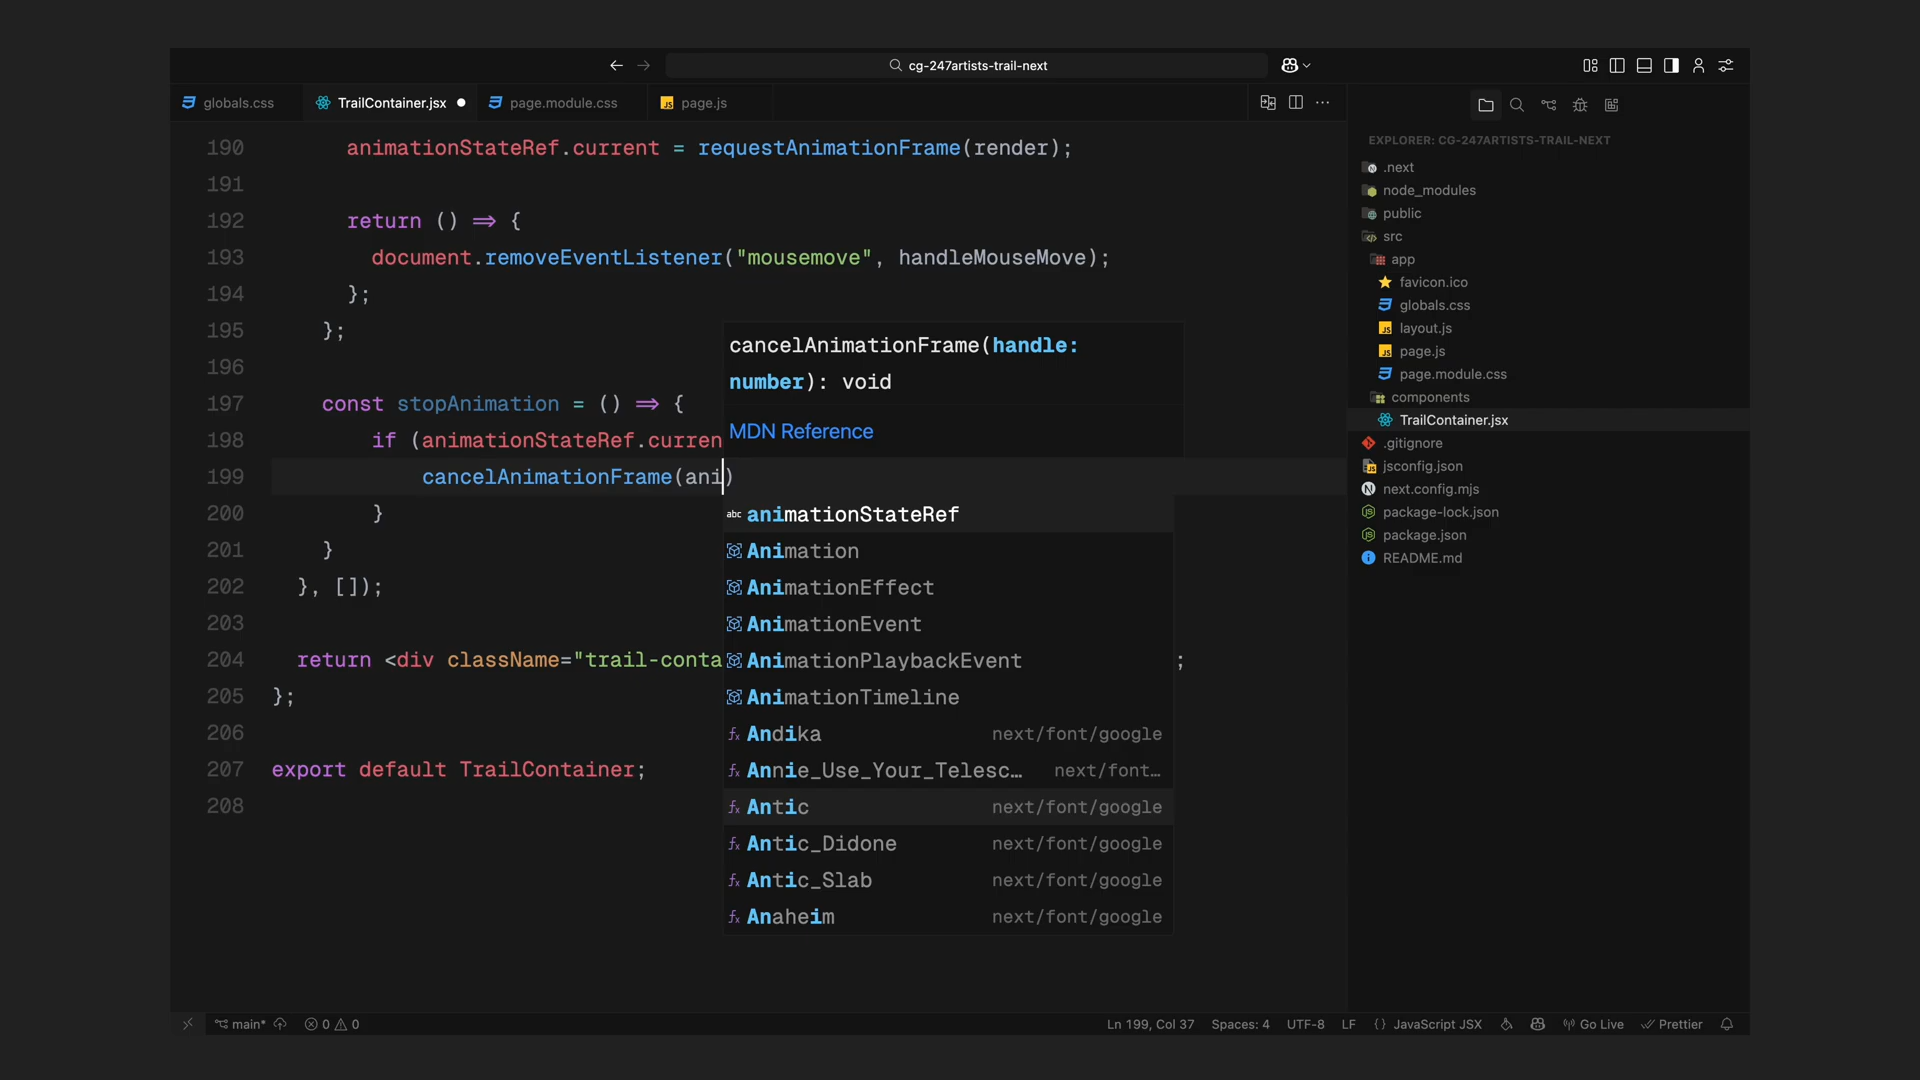 cg-247artists-trail-next
globals.css
TrailContainer.jsx
page.module.css
page.js
190 animationStateRef.current = requestAnimationFrame(render);
191
192 return () => {
193 document.removeEventListener("mousemove", handleMouseMove);
194 };
195 };
196
197 const stopAnimation = () => {
198 if (animationStateRef.curren
199 cancelAnimationFrame(ani)
200 }
201 }
202 }, []);
203
204 return <div className="trail-conta ;
205 };
206
207 export default TrailContainer;
208
cancelAnimationFrame(handle:
number): void
MDN Reference
abc animationStateRef
Animation
AnimationEffect
AnimationEvent
AnimationPlaybackEvent
AnimationTimeline
Andika next/font/google
Annie_Use_Your_Telesc… next/font…
Antic next/font/google
Antic_Didone next/font/google
Antic_Slab next/font/google
Anaheim next/font/google
EXPLORER: CG-247ARTISTS-TRAIL-NEXT
.next
node_modules
public
src
app
favicon.ico
globals.css
layout.js
page.js
page.module.css
components
TrailContainer.jsx
.gitignore
jsconfig.json
next.config.mjs
package-lock.json
package.json
README.md
main* 0 0
Ln 199, Col 37 Spaces: 4 UTF-8 LF {} JavaScript JSX Go Live Prettier